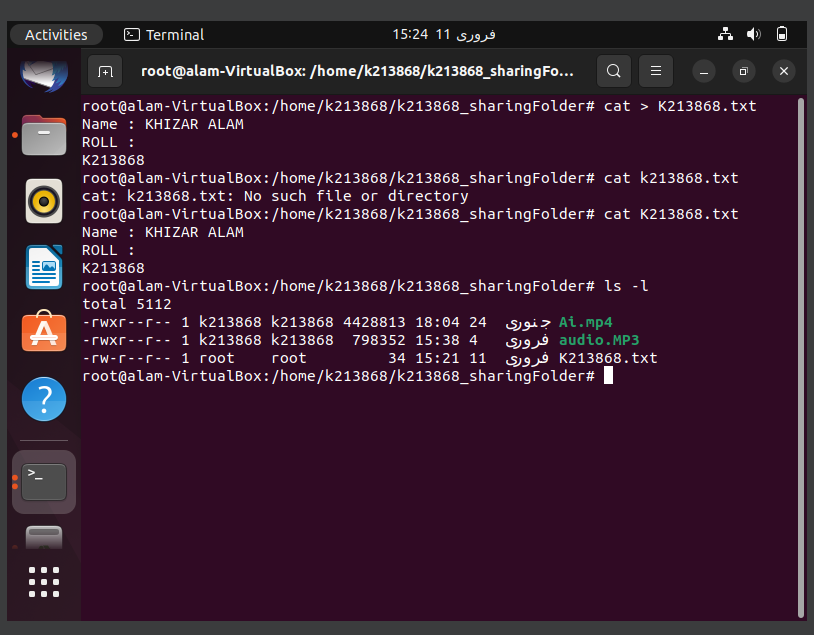 Activities
Terminal
15:24 11 فروری
root@alam-VirtualBox: /home/k213868/k213868_sharingFo...
root@alam-VirtualBox:/home/k213868/k213868_sharingFolder# cat > K213868.txt
Name : KHIZAR ALAM
ROLL :
K213868
root@alam-VirtualBox:/home/k213868/k213868_sharingFolder# cat k213868.txt
cat: k213868.txt: No such file or directory
root@alam-VirtualBox:/home/k213868/k213868_sharingFolder# cat K213868.txt
Name : KHIZAR ALAM
ROLL :
K213868
root@alam-VirtualBox:/home/k213868/k213868_sharingFolder# ls -l
total 5112
-rwxr--r-- 1 k213868 k213868 4428813 18:04 24 جنوری Ai.mp4
-rwxr--r-- 1 k213868 k213868 798352 15:38 4 فروری audio.MP3
-rw-r--r-- 1 root root 34 15:21 11 فروری K213868.txt
root@alam-VirtualBox:/home/k213868/k213868_sharingFolder#